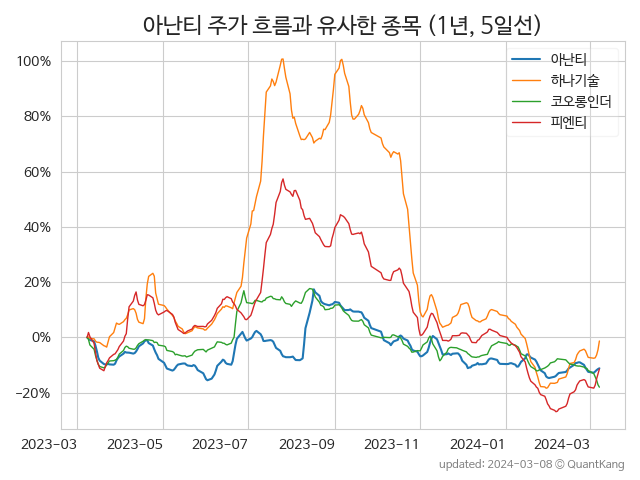 아난티 주가 흐름과 유사한 종목 (1년, 5일선)
아난티
하나기술
코오롱인더
피엔티
100%
80%
60%
40%
20%
0%
−20%
2023-03
2023-05
2023-07
2023-09
2023-11
2024-01
2024-03
updated: 2024-03-08 © QuantKang